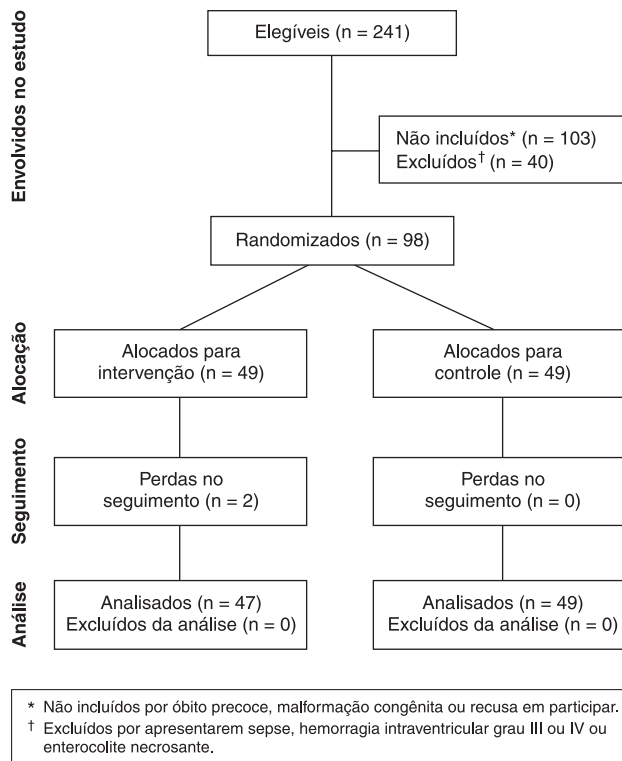 Envolvidos no estudo
Elegíveis (n = 241)
Não incluídos* (n = 103)
Excluídos† (n = 40)
Randomizados (n = 98)
Alocação
Alocados para
intervenção (n = 49)
Alocados para
controle (n = 49)
Seguimento
Perdas no
seguimento (n = 2)
Perdas no
seguimento (n = 0)
Análise
Analisados (n = 47)
Excluídos da análise (n = 0)
Analisados (n = 49)
Excluídos da análise (n = 0)
* Não incluídos por óbito precoce, malformação congênita ou recusa em participar.
† Excluídos por apresentarem sepse, hemorragia intraventricular grau III ou IV ou
enterocolite necrosante.